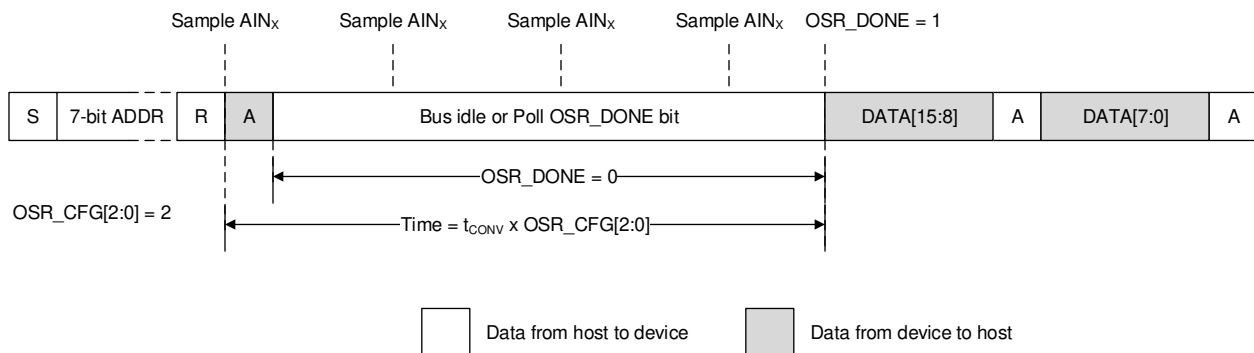 Sample AINX Sample AINX Sample AINX Sample AINX OSR_DONE = 1
S 7-bit ADDR R A Bus idle or Poll OSR_DONE bit DATA[15:8] A DATA[7:0] A
OSR_DONE = 0
OSR_CFG[2:0] = 2
Time = tCONV x OSR_CFG[2:0]
Data from host to device Data from device to host